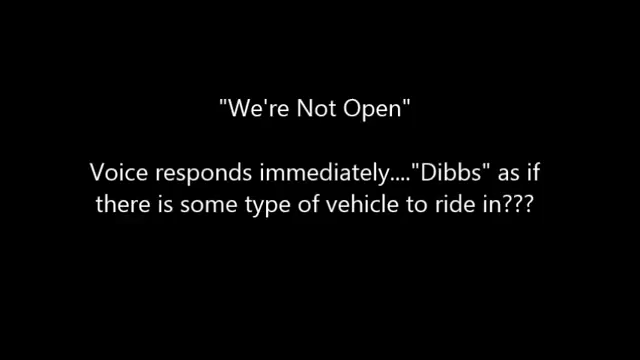 "We're Not Open"
Voice responds immediately...."Dibbs" as if
there is some type of vehicle to ride in???